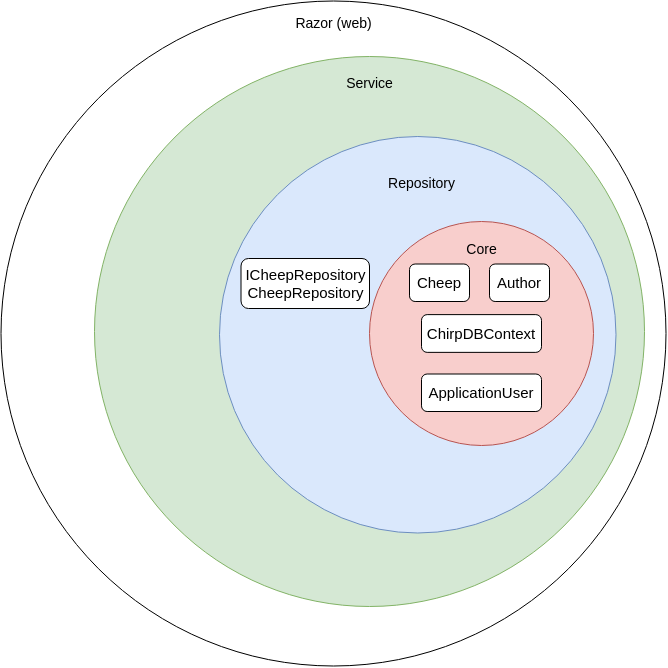 Razor (web)
Service
Repository
Core
ICheepRepository
CheepRepository
Cheep
Author
ChirpDBContext
ApplicationUser